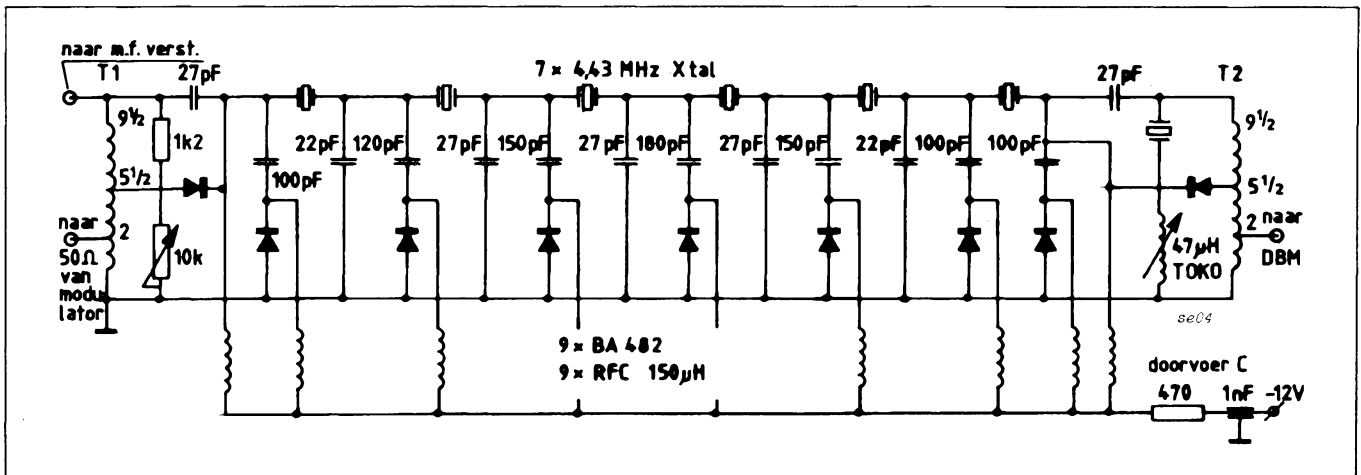 naar m.f. verst.
T1
27pF
7 x 4,43 MHz Xtal
27pF
T2
9½
1k2
100pF
22pF
120pF
27pF
150pF
27pF
180pF
27pF
150pF
22pF
100pF
100pF
9½
5½
5½
naar
50Ω
van
modu
lator
2
10k
47µH
TOKO
2
naar
DBM
se04
9 x BA 482
9 x RFC 150µH
doorvoer C
470
1nF
-12V